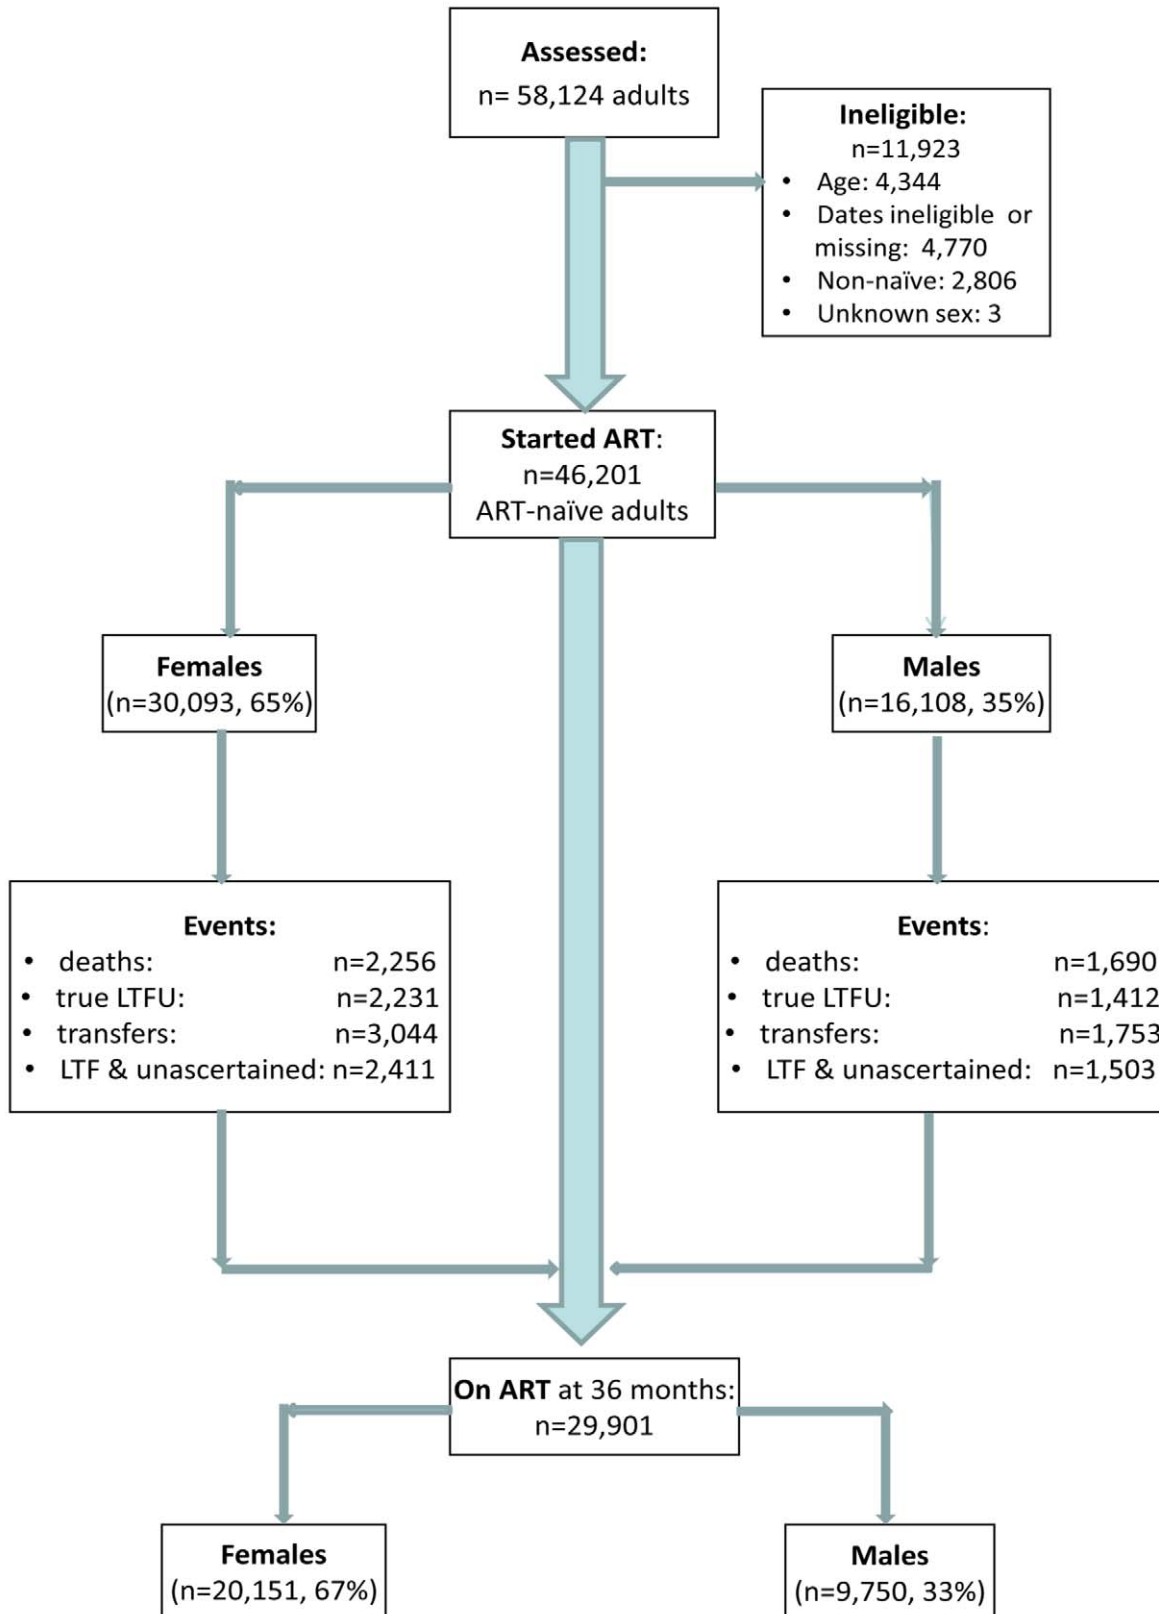 Assessed:
n= 58,124 adults
Ineligible:
n=11,923
• Age: 4,344
• Dates ineligible or
missing: 4,770
• Non-naïve: 2,806
• Unknown sex: 3
Started ART:
n=46,201
ART-naïve adults
Females
(n=30,093, 65%)
Males
(n=16,108, 35%)
Events:
• deaths: n=2,256
• true LTFU: n=2,231
• transfers: n=3,044
• LTF & unascertained: n=2,411
Events:
• deaths: n=1,690
• true LTFU: n=1,412
• transfers: n=1,753
• LTF & unascertained: n=1,503
On ART at 36 months:
n=29,901
Females
(n=20,151, 67%)
Males
(n=9,750, 33%)